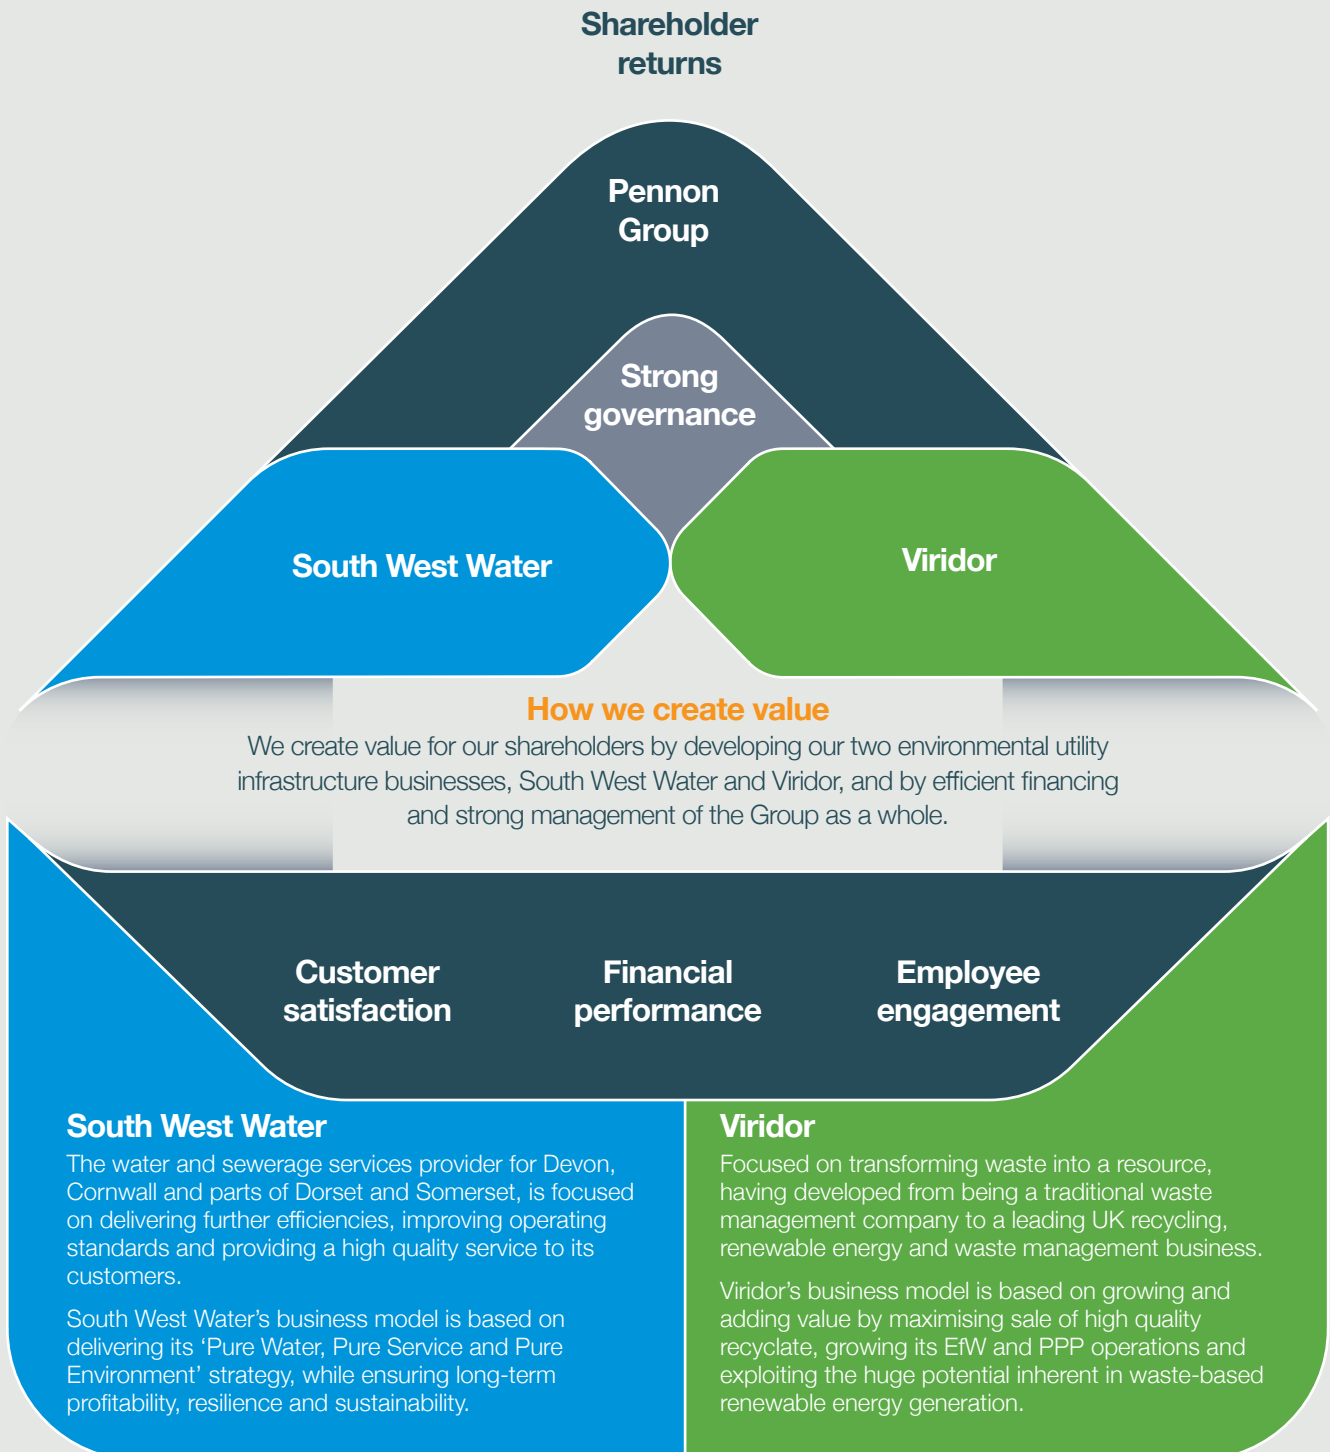 Shareholder
returns
Pennon
Group
Strong
governance
South West Water
Viridor
How we create value
We create value for our shareholders by developing our two environmental utility
infrastructure businesses, South West Water and Viridor, and by efficient financing
and strong management of the Group as a whole.
Customer
satisfaction
Financial
performance
Employee
engagement
South West Water
The water and sewerage services provider for Devon,
Cornwall and parts of Dorset and Somerset, is focused
on delivering further efficiencies, improving operating
standards and providing a high quality service to its
customers.
South West Water’s business model is based on
delivering its ‘Pure Water, Pure Service and Pure
Environment’ strategy, while ensuring long-term
profitability, resilience and sustainability.
Viridor
Focused on transforming waste into a resource,
having developed from being a traditional waste
management company to a leading UK recycling,
renewable energy and waste management business.
Viridor’s business model is based on growing and
adding value by maximising sale of high quality
recyclate, growing its EfW and PPP operations and
exploiting the huge potential inherent in waste-based
renewable energy generation.